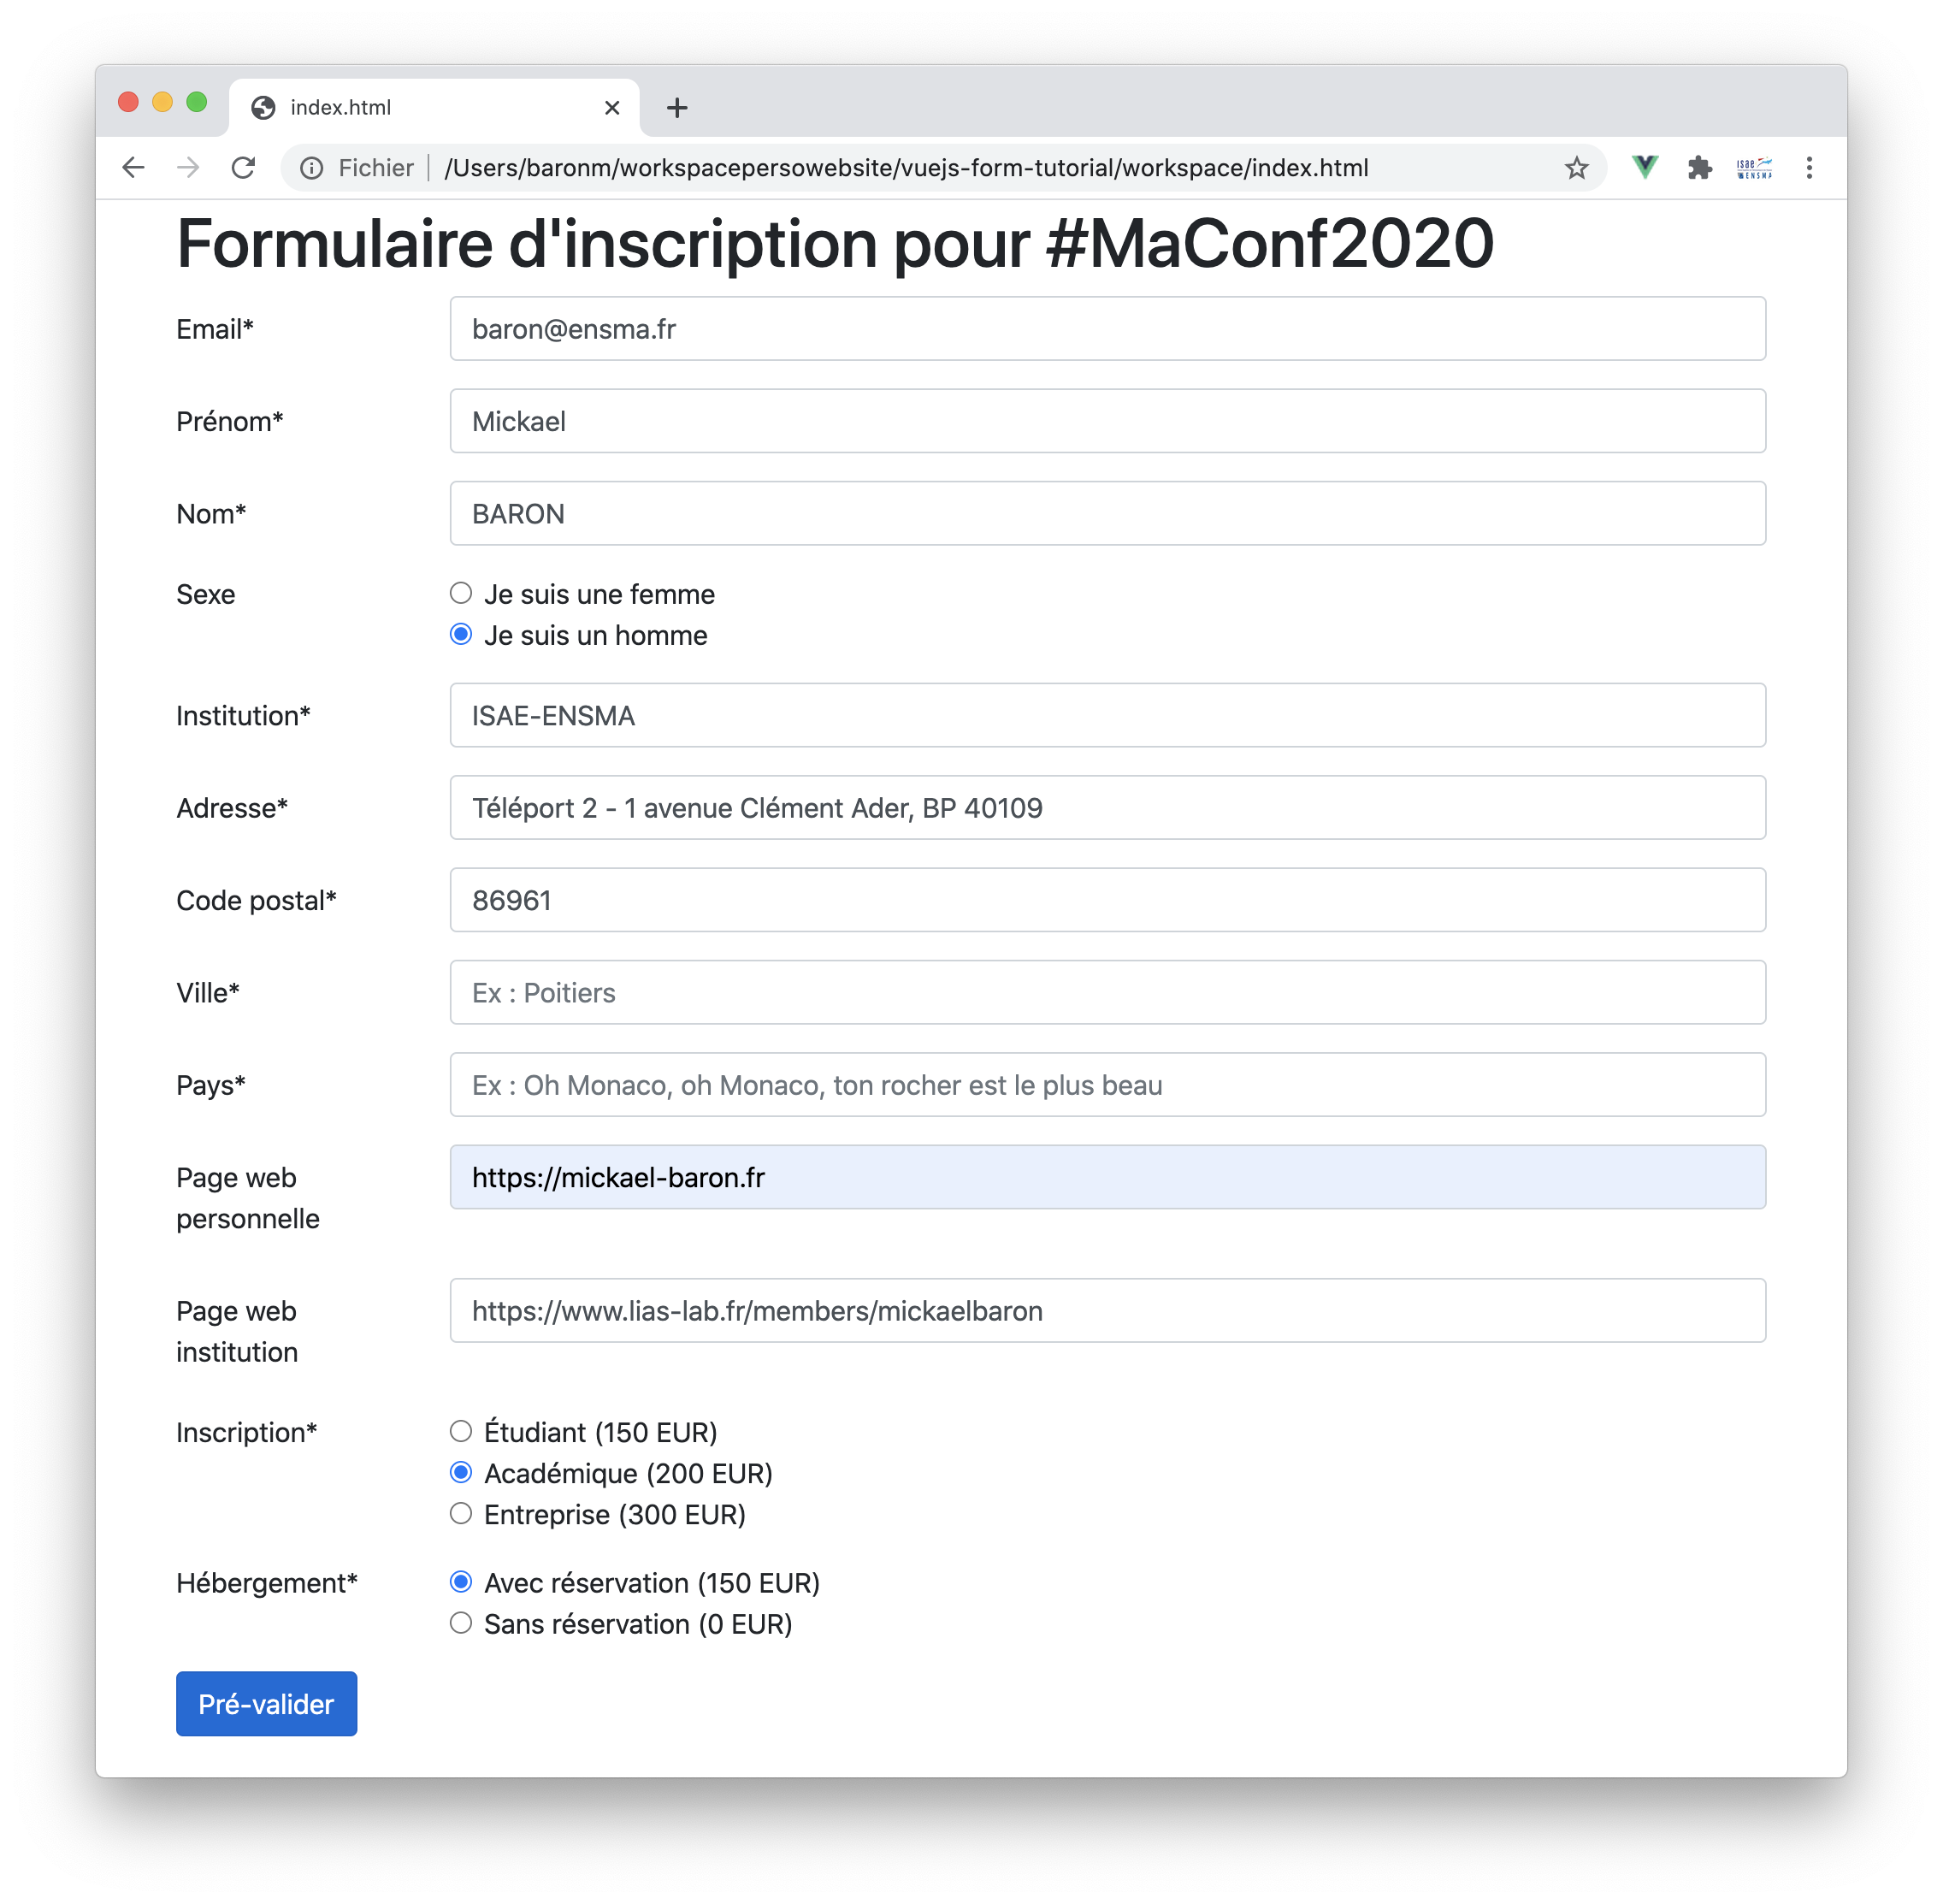 index.html
Fichier /Users/baronm/workspacepersowebsite/vuejs-form-tutorial/workspace/index.html
isae
ENSMA
Formulaire d'inscription pour #MaConf2020
Email* baron@ensma.fr
Prénom* Mickael
Nom* BARON
Sexe Je suis une femme
Je suis un homme
Institution* ISAE-ENSMA
Adresse* Téléport 2 - 1 avenue Clément Ader, BP 40109
Code postal* 86961
Ville* Ex : Poitiers
Pays* Ex : Oh Monaco, oh Monaco, ton rocher est le plus beau
Page web
personnelle
https://mickael-baron.fr
Page web
institution
https://www.lias-lab.fr/members/mickaelbaron
Inscription* Étudiant (150 EUR)
Académique (200 EUR)
Entreprise (300 EUR)
Hébergement* Avec réservation (150 EUR)
Sans réservation (0 EUR)
Pré-valider